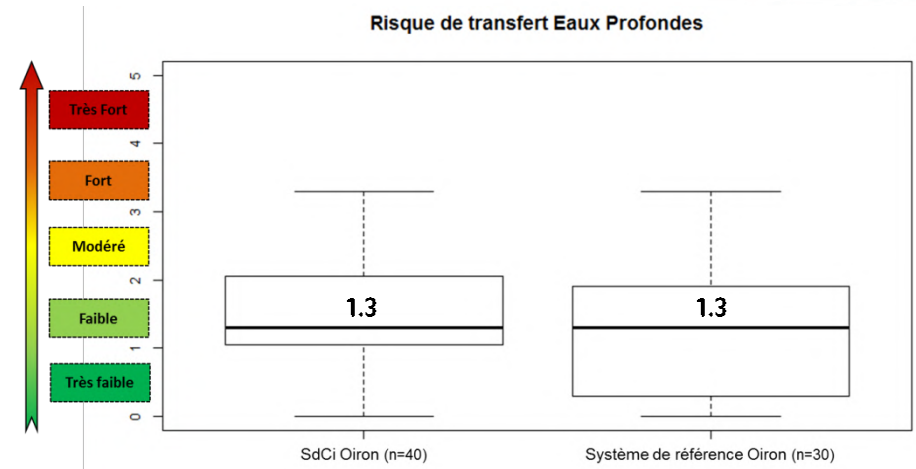 Risque de transfert Eaux Profondes
Très Fort
Fort
Modéré
Faible
Très faible
5
4
3
2
1
0
1.3
1.3
SdCi Oiron (n=40)
Système de référence Oiron (n=30)